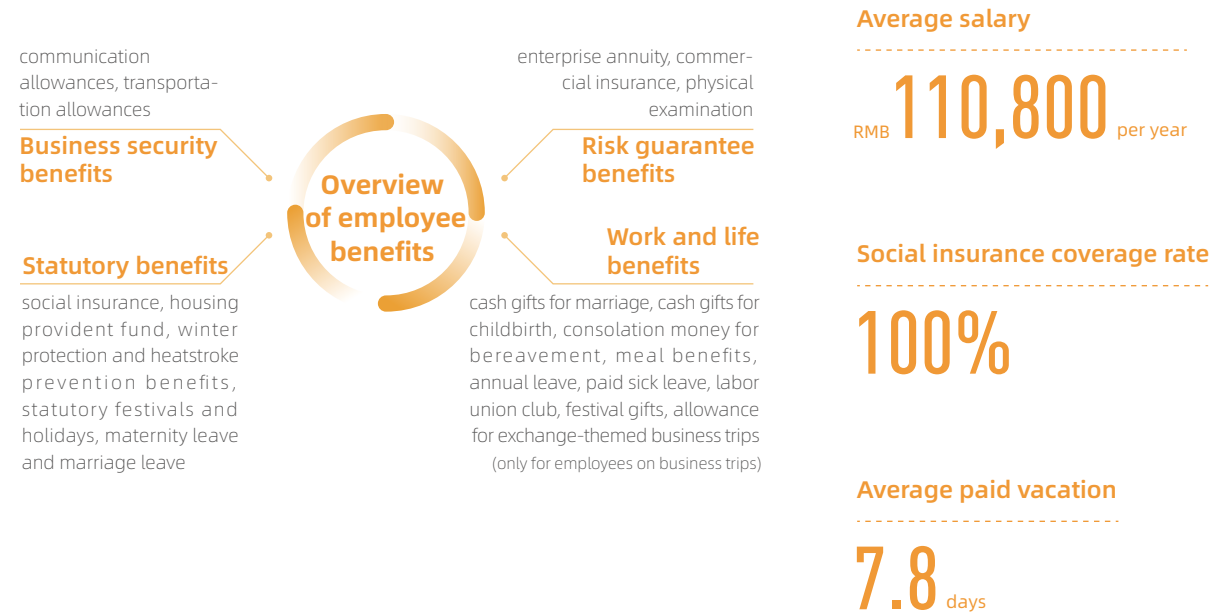 communication
allowances, transporta-
tion allowances
Business security
benefits
Statutory benefits
social insurance, housing
provident fund, winter
protection and heatstroke
prevention benefits,
statutory festivals and
holidays, maternity leave
and marriage leave
Overview
of employee
benefits
enterprise annuity, commer-
cial insurance, physical
examination
Risk guarantee
benefits
Work and life
benefits
cash gifts for marriage, cash gifts for
childbirth, consolation money for
bereavement, meal benefits,
annual leave, paid sick leave, labor
union club, festival gifts, allowance
for exchange-themed business trips
(only for employees on business trips)
Average salary
RMB 110,800 per year
Social insurance coverage rate
100%
Average paid vacation
7.8 days